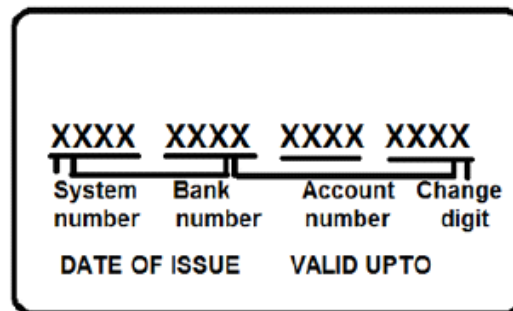 XXXX XXXX XXXX XXXX
System Bank Account Change
number number number digit
DATE OF ISSUE VALID UPTO